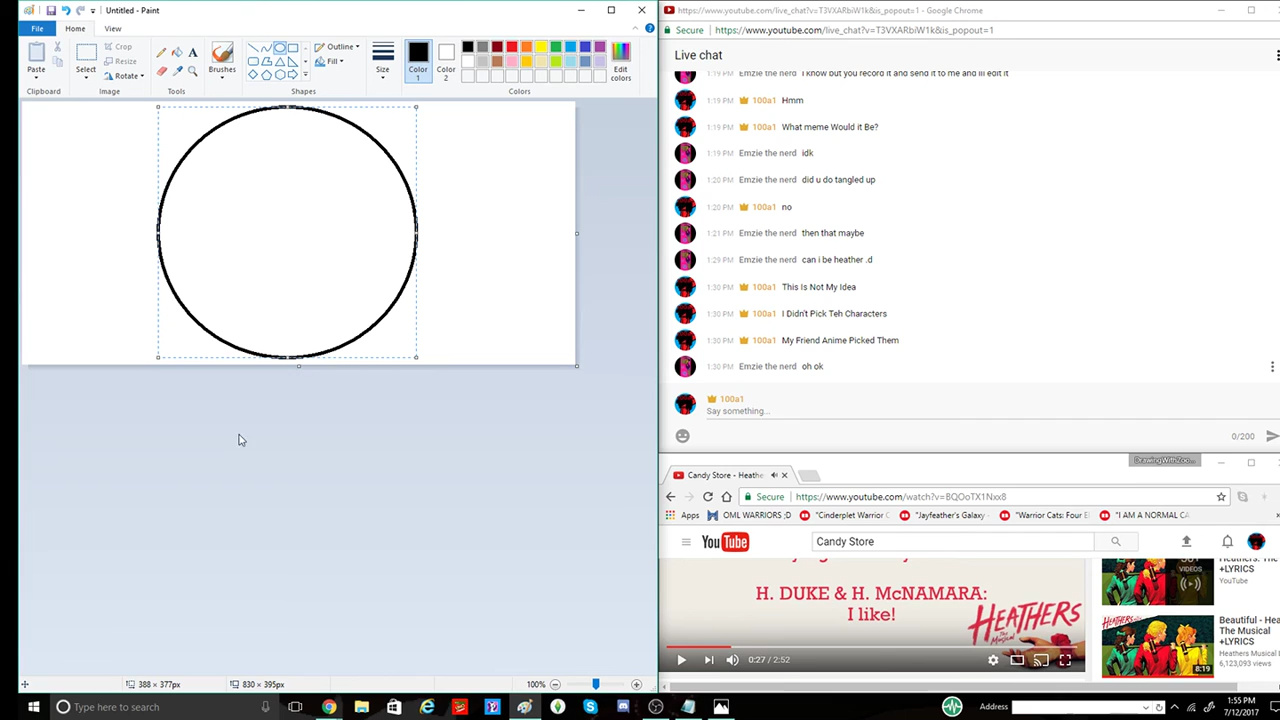 Untitled - Paint
File
Home
View
Paste
Clipboard
Select
Crop
Resize
Rotate
Image
Tools
Brushes
Shapes
Outline
Fill
Size
Color 1
Color 2
Edit colors
Colors
388 × 377px
830 × 395px
100%
https://www.youtube.com/live_chat?v=T3VXARbiW1k&is_popout=1 - Google Chrome
Secure
https://www.youtube.com/live_chat?v=T3VXARbiW1k&is_popout=1
Live chat
1:19 PM Emzie the nerd i know but you record it and send it to me and ill edit it
1:19 PM 100a1 Hmm
1:19 PM 100a1 What meme Would it Be?
1:19 PM Emzie the nerd idk
1:20 PM Emzie the nerd did u do tangled up
1:20 PM 100a1 no
1:21 PM Emzie the nerd then that maybe
1:29 PM Emzie the nerd can i be heather .d
1:30 PM 100a1 This Is Not My Idea
1:30 PM 100a1 I Didn't Pick Teh Characters
1:30 PM 100a1 My Friend Anime Picked Them
1:30 PM Emzie the nerd oh ok
100a1
Say something...
0/200
DrawingWithZoo...
Candy Store - Heathe
Secure
https://www.youtube.com/watch?v=BQOoTX1Nxx8
Apps
OML WARRIORS ;D
"Cinderplet Warrior C
"Jayfeather's Galaxy -
"Warrior Cats: Four E
"I AM A NORMAL CA
YouTube
Candy Store
H. DUKE & H. McNAMARA:
I like!
HEATHERS
The Musical
0:27 / 2:52
VIDEOS
Heathers: The
+LYRICS
YouTube
Beautiful - Hea
The Musical
+LYRICS
Heathers Musical
6,123,093 views
8:19
Type here to search
Address
1:55 PM
7/12/2017